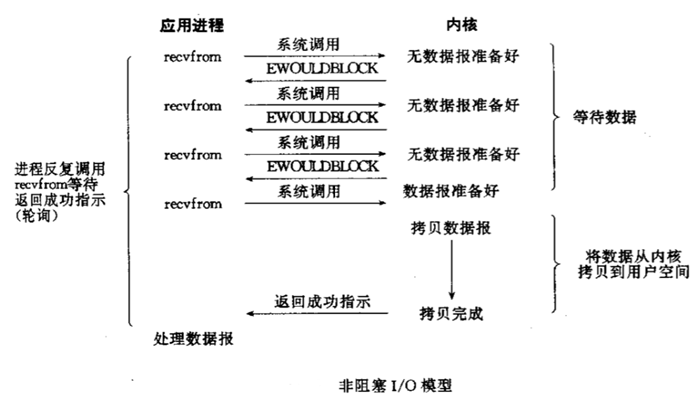 应用进程 内核
recvfrom 系统调用 无数据报准备好
EWOULDBLOCK
recvfrom 系统调用 无数据报准备好
EWOULDBLOCK
等待数据
recvfrom 系统调用 无数据报准备好
EWOULDBLOCK
进程反复调用
recvfrom等待
返回成功指示
(轮询)
recvfrom 系统调用 数据报准备好
拷贝数据报
将数据从内核
拷贝到用户空间
返回成功指示 拷贝完成
处理数据报
非阻塞 I/O 模型